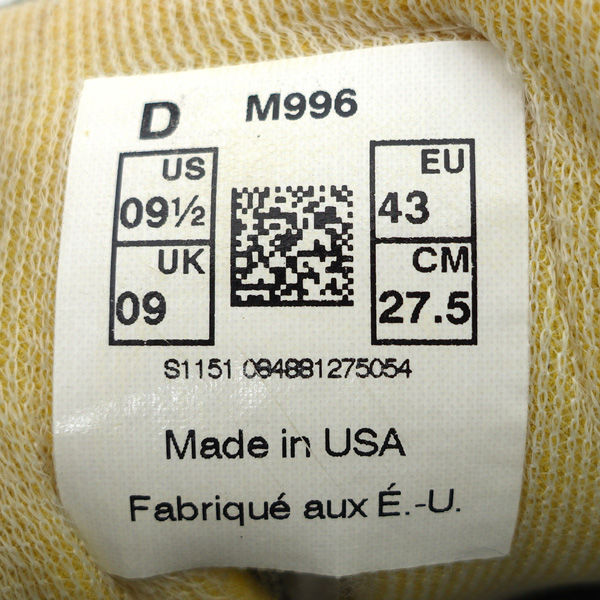 D M996
US EU
09½ 43
UK CM
09 27.5
S1151 084881275054
Made in USA
Fabriqué aux É.-U.